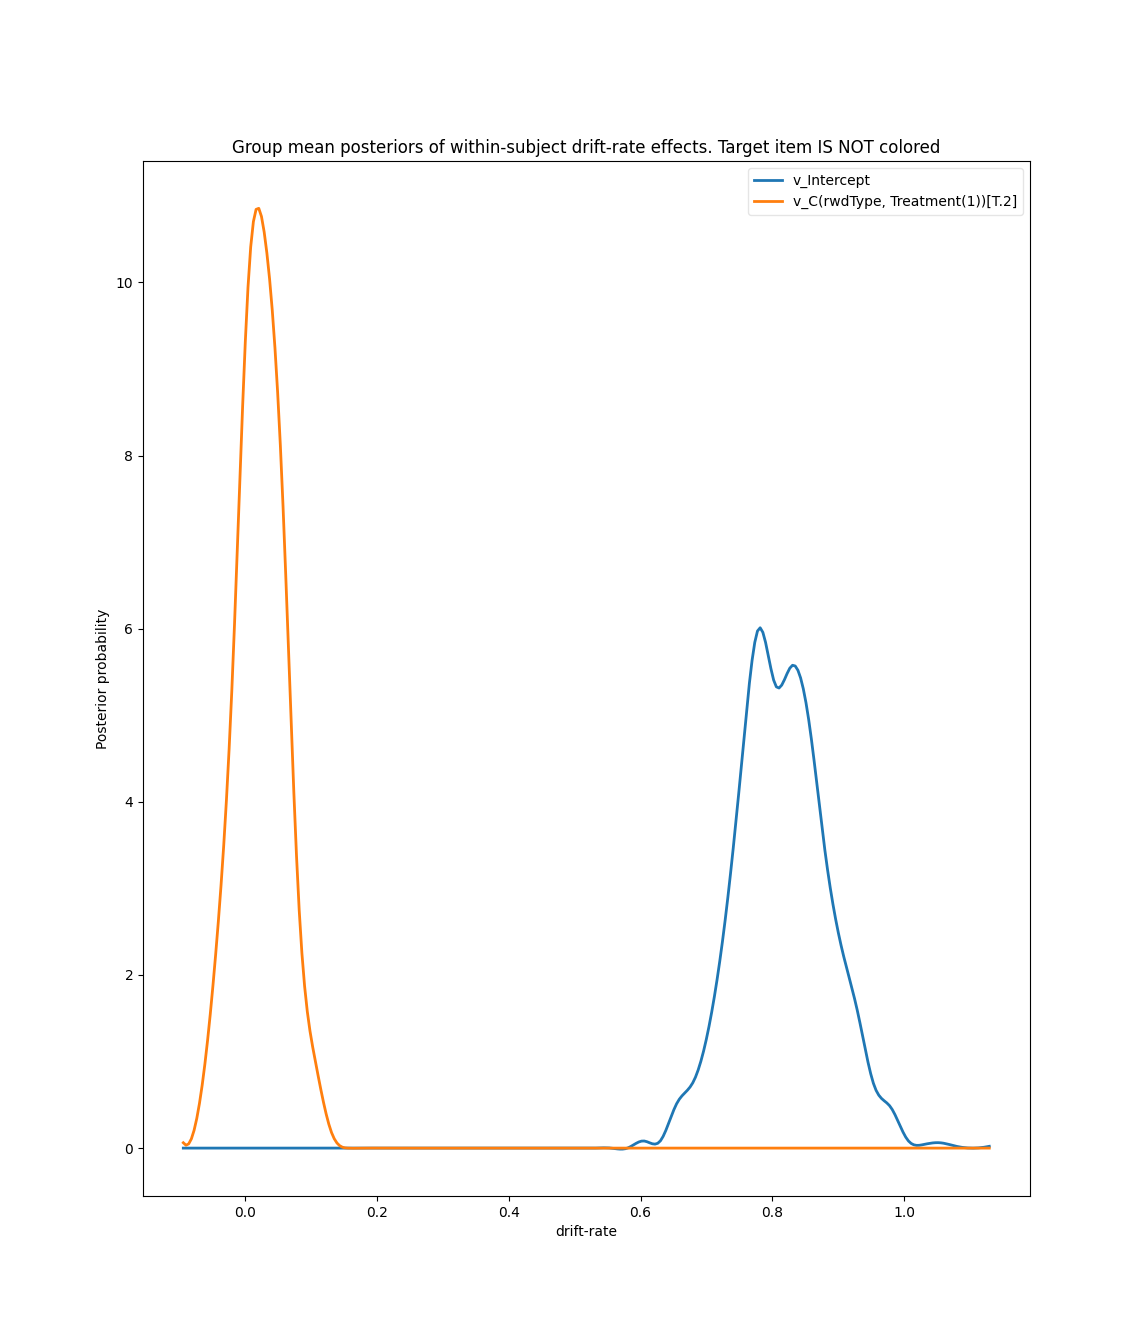 Group mean posteriors of within-subject drift-rate effects. Target item IS NOT colored
v_Intercept
v_C(rwdType, Treatment(1))[T.2]
Posterior probability
10
8
6
4
2
0
0.0
0.2
0.4
0.6
0.8
1.0
drift-rate